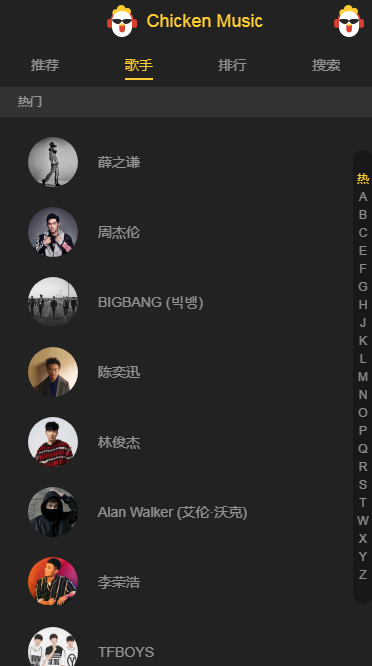 Chicken Music
推荐 歌手 排行 搜索
热门
薛之谦
周杰伦
BIGBANG (빅뱅)
陈奕迅
林俊杰
Alan Walker (艾伦·沃克)
李荣浩
TFBOYS
热
A
B
C
E
F
G
H
J
K
L
M
N
O
P
Q
R
S
T
W
X
Y
Z